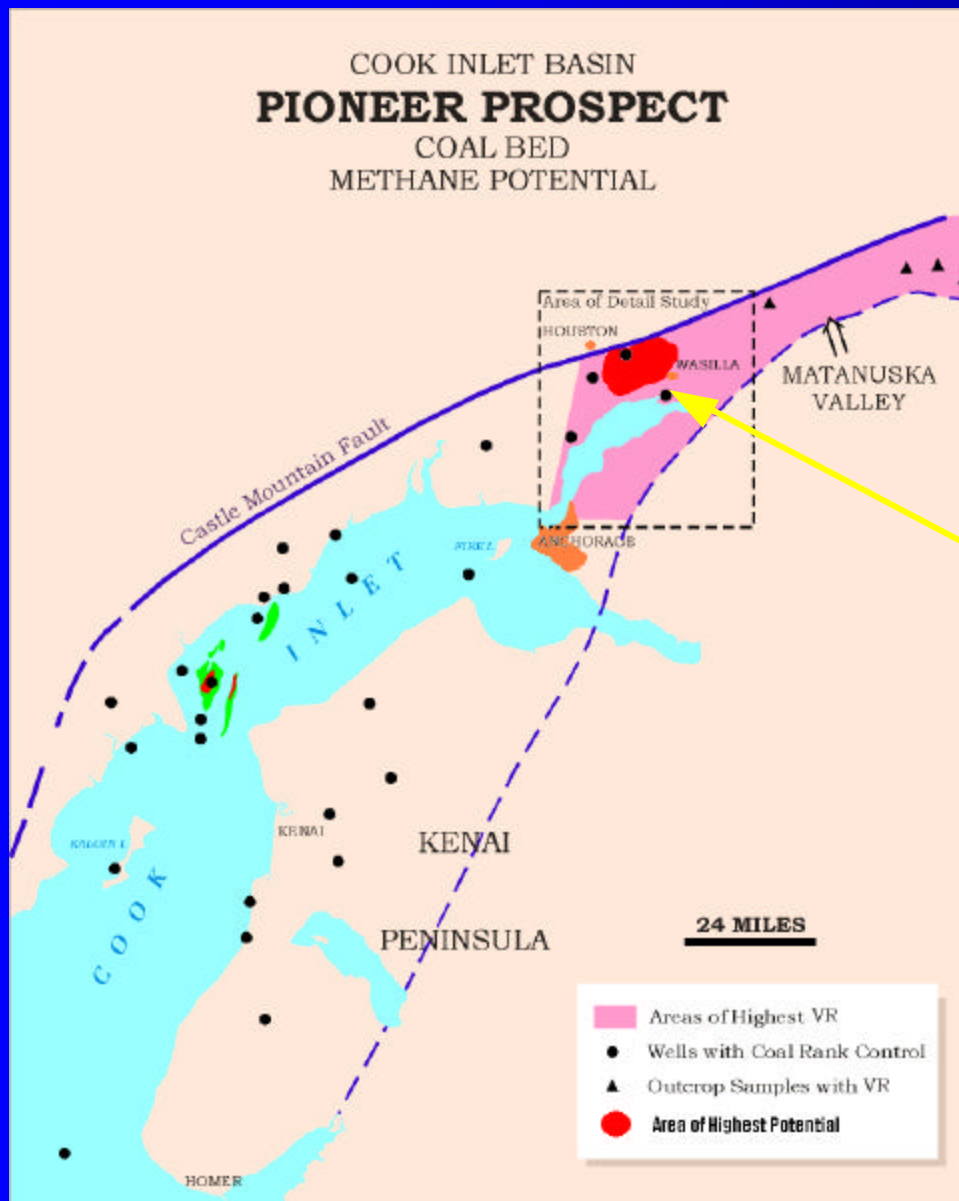 COOK INLET BASIN
PIONEER PROSPECT
COAL BED
METHANE POTENTIAL
Area of Detail Study
HOUSTON
WASILLA
MATANUSKA
VALLEY
Castle Mountain Fault
ANCHORAGE
FIRE I.
INLET
KENAI
KENAI
KALGIN I.
COOK
PENINSULA
24 MILES
Areas of Highest VR
Wells with Coal Rank Control
Outcrop Samples with VR
Area of Highest Potential
HOMER